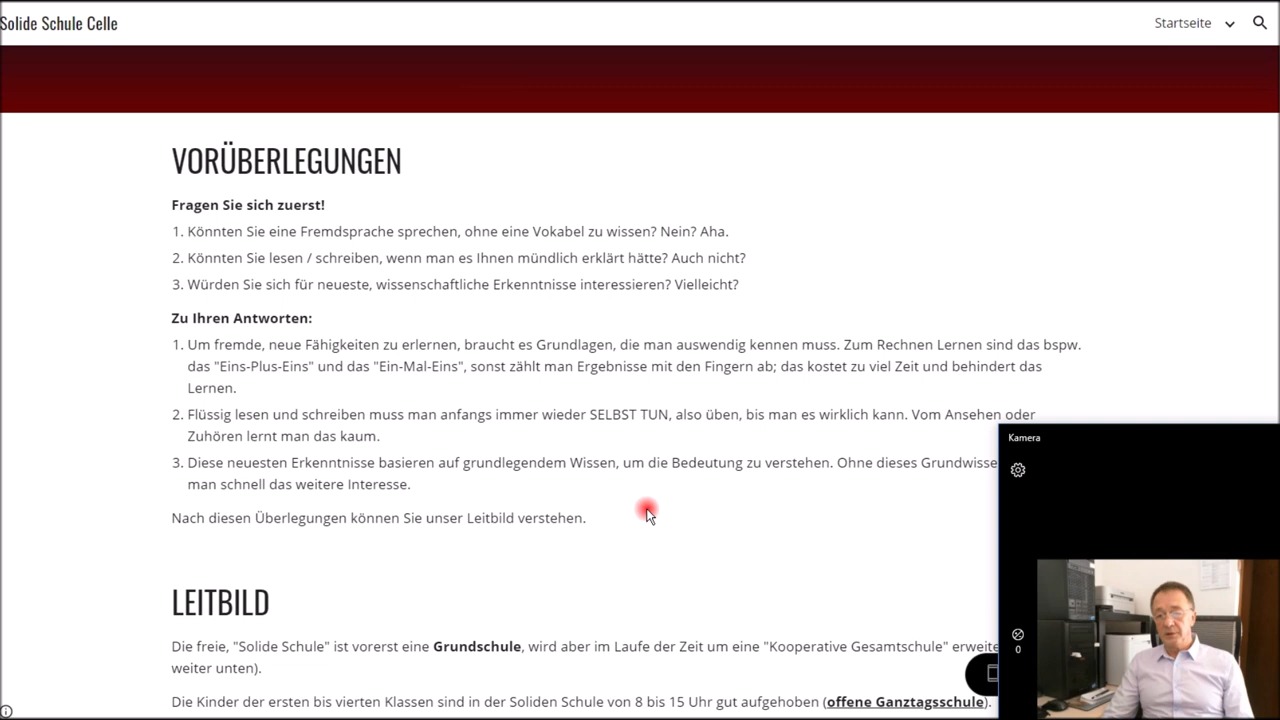 Solide Schule Celle
Startseite
VORÜBERLEGUNGEN
Fragen Sie sich zuerst!
1. Könnten Sie eine Fremdsprache sprechen, ohne eine Vokabel zu wissen? Nein? Aha.
2. Könnten Sie lesen / schreiben, wenn man es Ihnen mündlich erklärt hätte? Auch nicht?
3. Würden Sie sich für neueste, wissenschaftliche Erkenntnisse interessieren? Vielleicht?
Zu Ihren Antworten:
1. Um fremde, neue Fähigkeiten zu erlernen, braucht es Grundlagen, die man auswendig kennen muss. Zum Rechnen Lernen sind das bspw.
das "Eins-Plus-Eins" und das "Ein-Mal-Eins", sonst zählt man Ergebnisse mit den Fingern ab; das kostet zu viel Zeit und behindert das
Lernen.
2. Flüssig lesen und schreiben muss man anfangs immer wieder SELBST TUN, also üben, bis man es wirklich kann. Vom Ansehen oder
Zuhören lernt man das kaum.
3. Diese neuesten Erkenntnisse basieren auf grundlegendem Wissen, um die Bedeutung zu verstehen. Ohne dieses Grundwisse
man schnell das weitere Interesse.
Nach diesen Überlegungen können Sie unser Leitbild verstehen.
LEITBILD
Die freie, "Solide Schule" ist vorerst eine Grundschule, wird aber im Laufe der Zeit um eine "Kooperative Gesamtschule" erweite
weiter unten).
Die Kinder der ersten bis vierten Klassen sind in der Soliden Schule von 8 bis 15 Uhr gut aufgehoben (offene Ganztagsschule).
Kamera
0